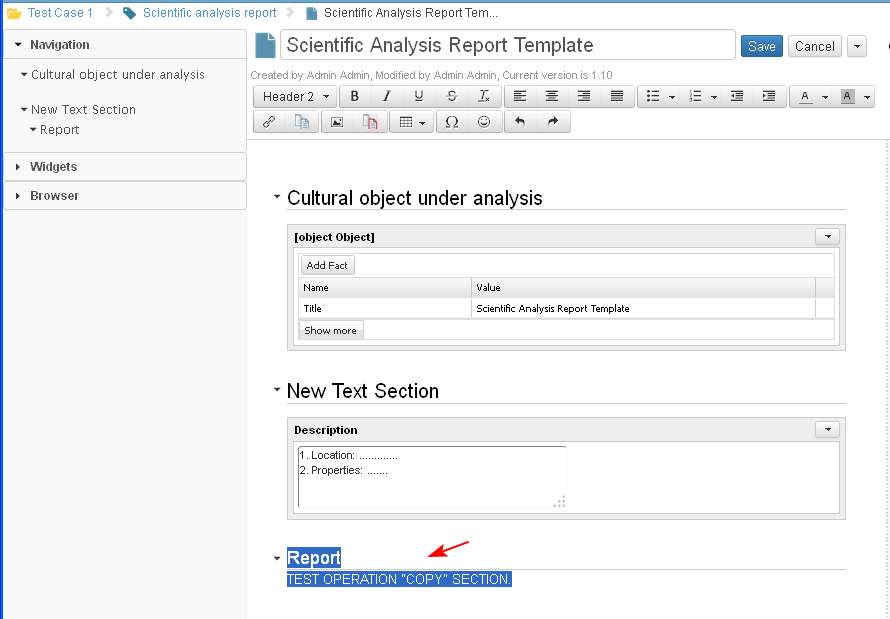 Test Case 1 Scientific analysis report Scientific Analysis Report Tem...
Navigation
Cultural object under analysis
New Text Section
Report
Widgets
Browser
Scientific Analysis Report Template
Save Cancel
Created by Admin Admin, Modified by Admin Admin, Current version is 1.10
Header 2 B I U S Tx A A
Ω
Cultural object under analysis
[object Object]
Add Fact
Name Value
Title Scientific Analysis Report Template
Show more
New Text Section
Description
1. Location: .............
2. Properties: .......
Report
TEST OPERATION "COPY" SECTION.